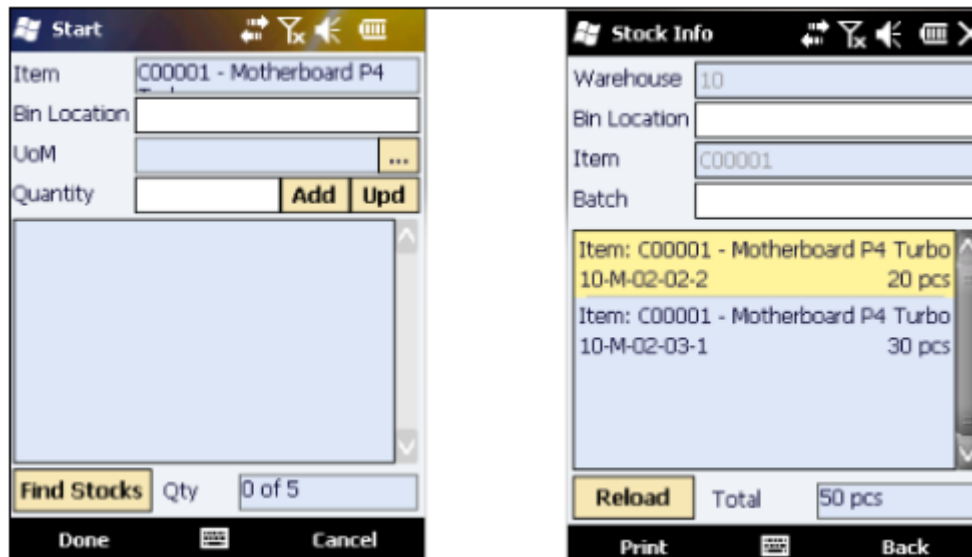 Start
Item C00001 - Motherboard P4
Bin Location
UoM ...
Quantity Add Upd
Find Stocks Qty 0 of 5
Done Cancel
Stock Info
Warehouse 10
Bin Location
Item C00001
Batch
Item: C00001 - Motherboard P4 Turbo
10-M-02-02-2 20 pcs
Item: C00001 - Motherboard P4 Turbo
10-M-02-03-1 30 pcs
Reload Total 50 pcs
Print Back